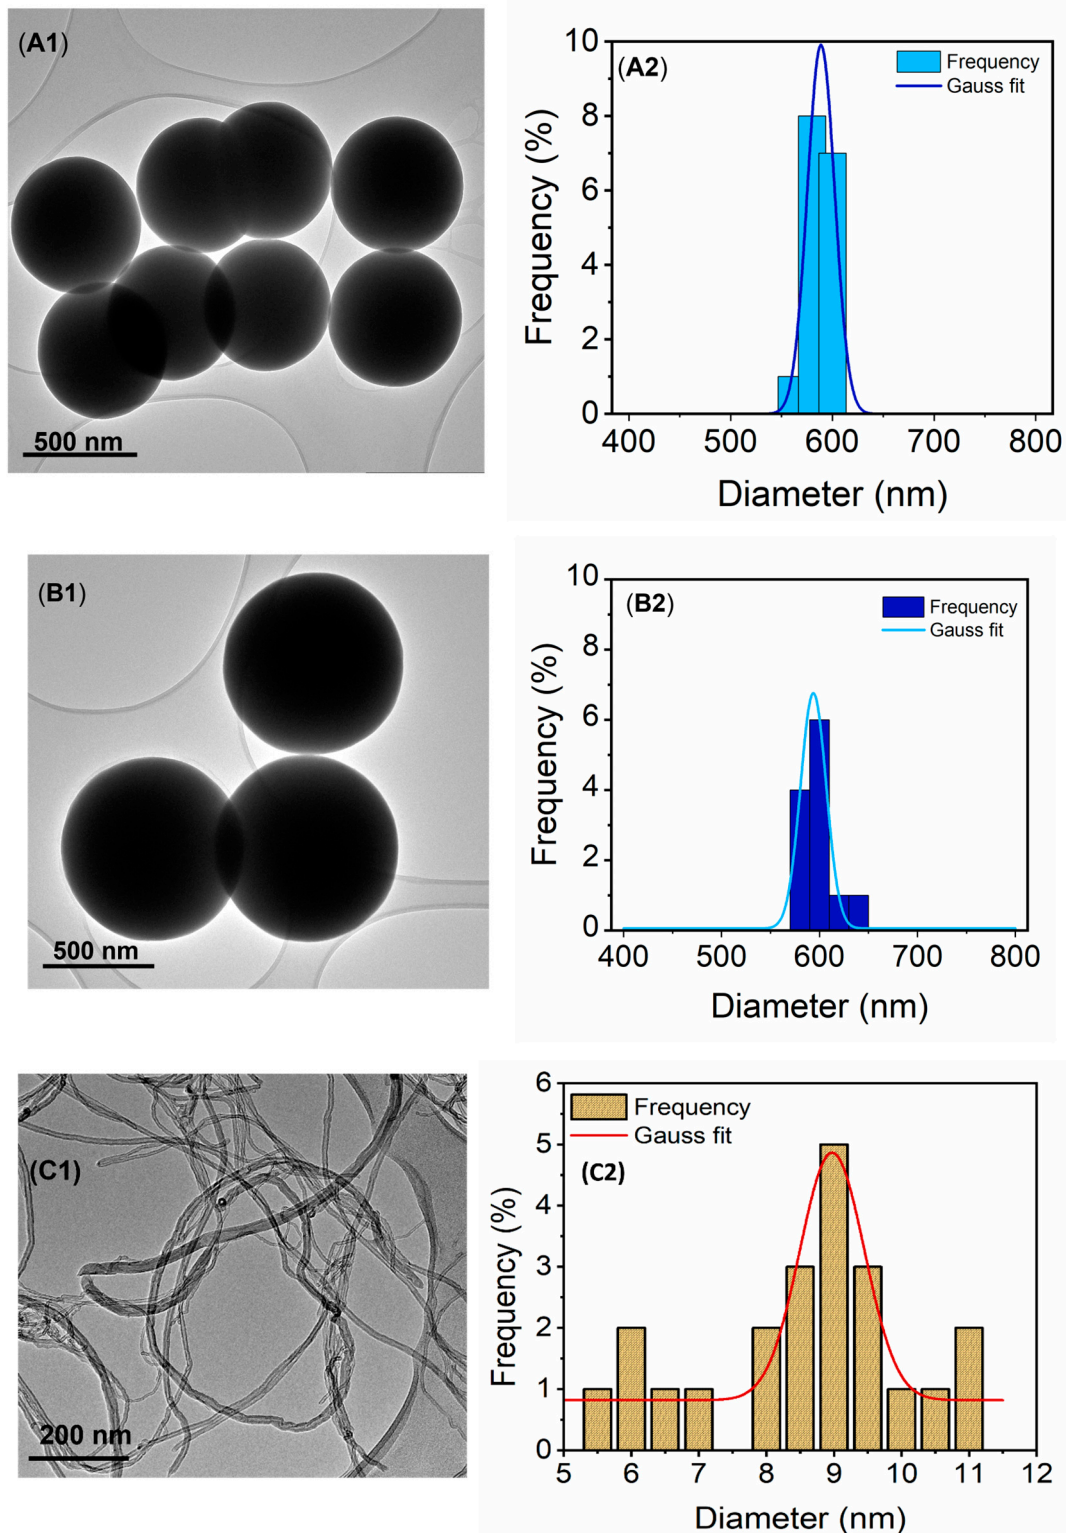 (A1)
500 nm
(A2)
Frequency
Gauss fit
10
8
6
4
2
0
Frequency (%)
400 500 600 700 800
Diameter (nm)
(B1)
500 nm
(B2)
Frequency
Gauss fit
10
8
6
4
2
0
Frequency (%)
400 500 600 700 800
Diameter (nm)
(C1)
200 nm
Frequency
Gauss fit
(C2)
6
5
4
3
2
1
0
Frequency (%)
5 6 7 8 9 10 11 12
Diameter (nm)